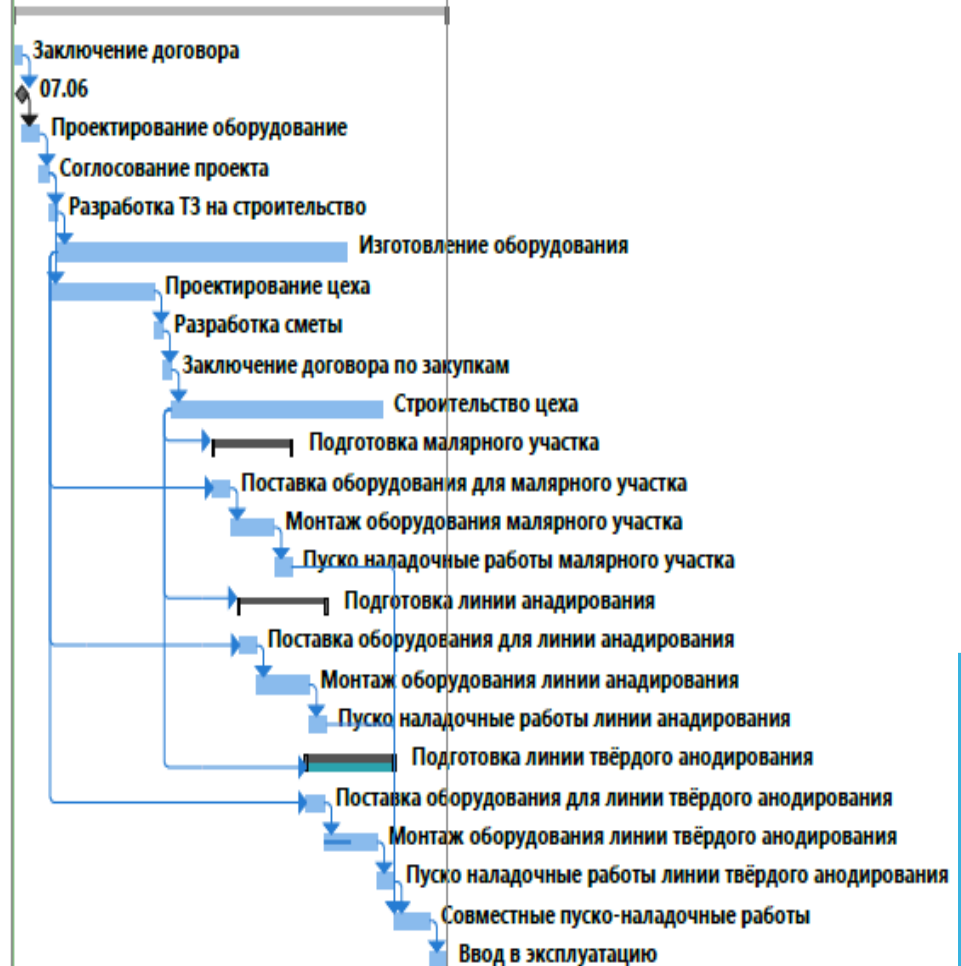 Заключение договора
07.06
Проектирование оборудование
Соглосование проекта
Разработка ТЗ на строительство
Изготовление оборудования
Проектирование цеха
Разработка сметы
Заключение договора по закупкам
Строительство цеха
Подготовка малярного участка
Поставка оборудования для малярного участка
Монтаж оборудования малярного участка
Пуско наладочные работы малярного участка
Подготовка линии анадирования
Поставка оборудования для линии анадирования
Монтаж оборудования линии анадирования
Пуско наладочные работы линии анадирования
Подготовка линии твёрдого анодирования
Поставка оборудования для линии твёрдого анодирования
Монтаж оборудования линии твёрдого анодирования
Пуско наладочные работы линии твёрдого анодирования
Совместные пуско-наладочные работы
Ввод в эксплуатацию